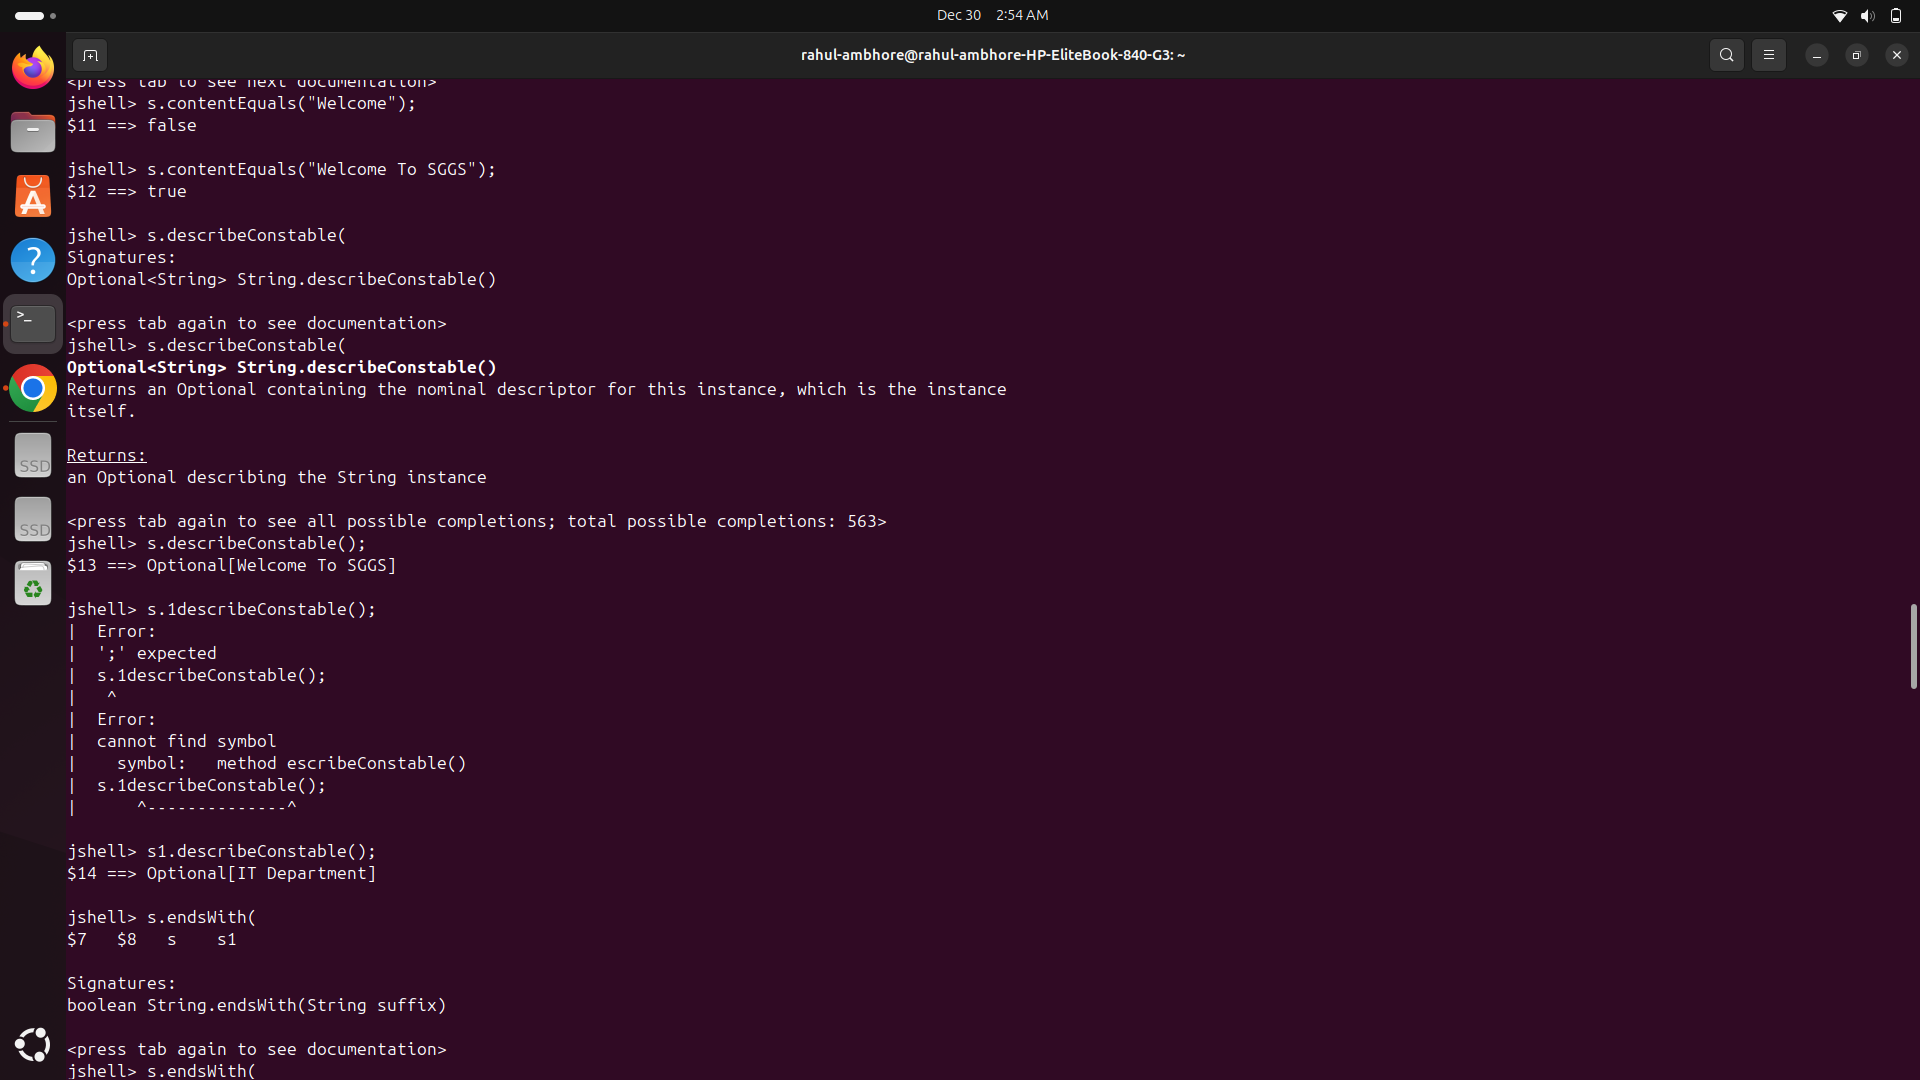 Dec 30 2:54 AM
rahul-ambhore@rahul-ambhore-HP-EliteBook-840-G3: ~
<press tab to see next documentation>
jshell> s.contentEquals("Welcome");
$11 ==> false
jshell> s.contentEquals("Welcome To SGGS");
$12 ==> true
jshell> s.describeConstable(
Signatures:
Optional<String> String.describeConstable()
<press tab again to see documentation>
jshell> s.describeConstable(
Optional<String> String.describeConstable()
Returns an Optional containing the nominal descriptor for this instance, which is the instance
itself.
Returns:
an Optional describing the String instance
<press tab again to see all possible completions; total possible completions: 563>
jshell> s.describeConstable();
$13 ==> Optional[Welcome To SGGS]
jshell> s.1describeConstable();
|  Error:
|  ';' expected
|  s.1describeConstable();
|   ^
|  Error:
|  cannot find symbol
|    symbol:   method escribeConstable()
|  s.1describeConstable();
|      ^--------------^
jshell> s1.describeConstable();
$14 ==> Optional[IT Department]
jshell> s.endsWith(
$7   $8   s    s1
Signatures:
boolean String.endsWith(String suffix)
<press tab again to see documentation>
jshell> s.endsWith(
SSD
SSD